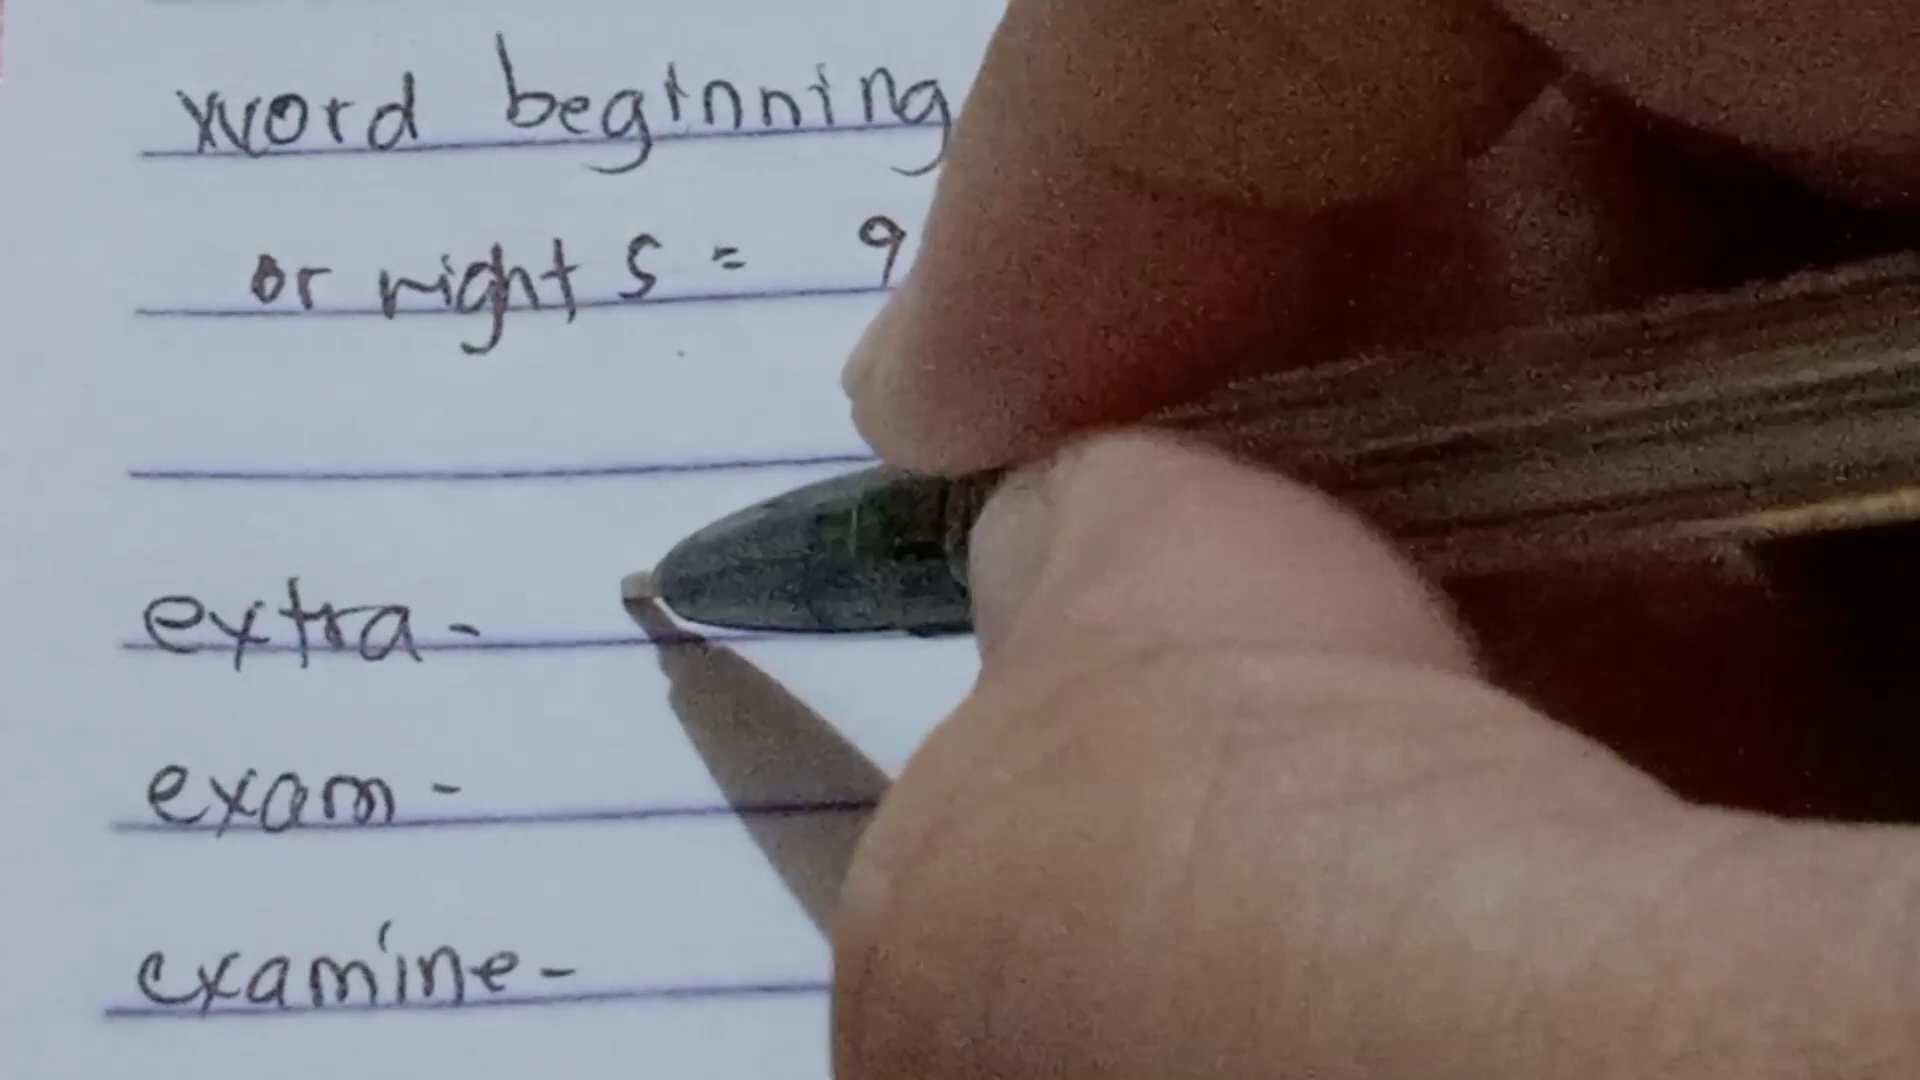 word beginning
or right s = 9
extra-
exam-
examine-